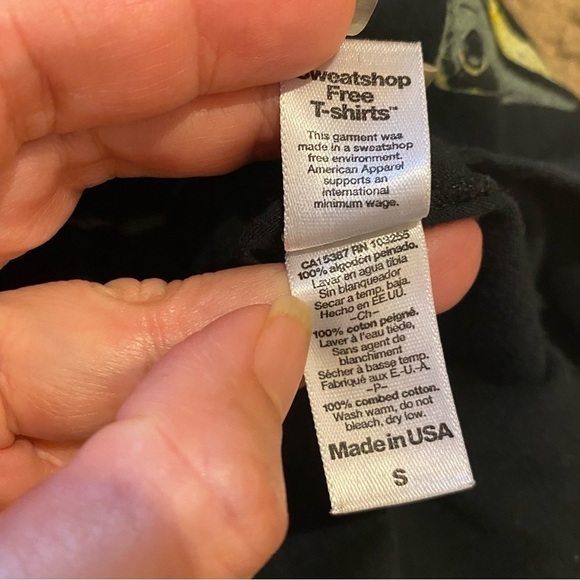 Sweatshop
Free
T-shirts™
This garment was
made in a sweatshop
free environment.
American Apparel
supports an
international
minimum wage.
CA15387 RN 103255
100% algodón peinado.
Lavar en agua tibia
Sin blanqueador
Secar a temp. baja.
Hecho en EE.UU.
-Ch-
100% coton peigné.
Laver à l'eau tiède,
Sans agent de
blanchiment
Sécher à basse temp.
Fabriqué aux E.-U.-A.
-P-
100% combed cotton.
Wash warm, do not
bleach, dry low.
Made in USA
S